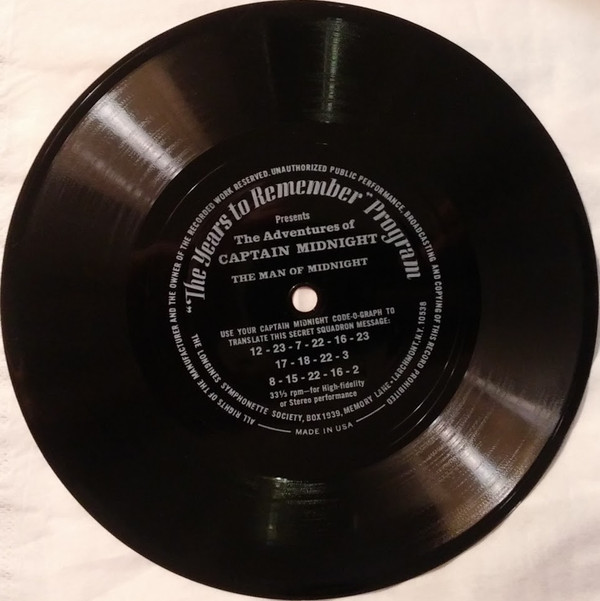 ALL RIGHTS OF THE MANUFACTURER AND THE OWNER OF THE RECORDED WORK RESERVED. UNAUTHORIZED PUBLIC PERFORMANCE, BROADCASTING AND COPYING OF THIS RECORD PROHIBITED
"The Years to Remember" Program
Presents
The Adventures of
CAPTAIN MIDNIGHT
THE MAN OF MIDNIGHT
USE YOUR CAPTAIN MIDNIGHT CODE-O-GRAPH TO
TRANSLATE THIS SECRET SQUADRON MESSAGE:
12 - 23 - 7 - 22 - 16 - 23
17 - 18 - 22 - 3
8 - 15 - 22 - 16 - 2
33⅓ rpm—for High-fidelity
or Stereo performance
THE LONGINES SYMPHONETTE SOCIETY, BOX 1939, MEMORY LANE • LARCHMONT, N.Y. 10538
MADE IN USA